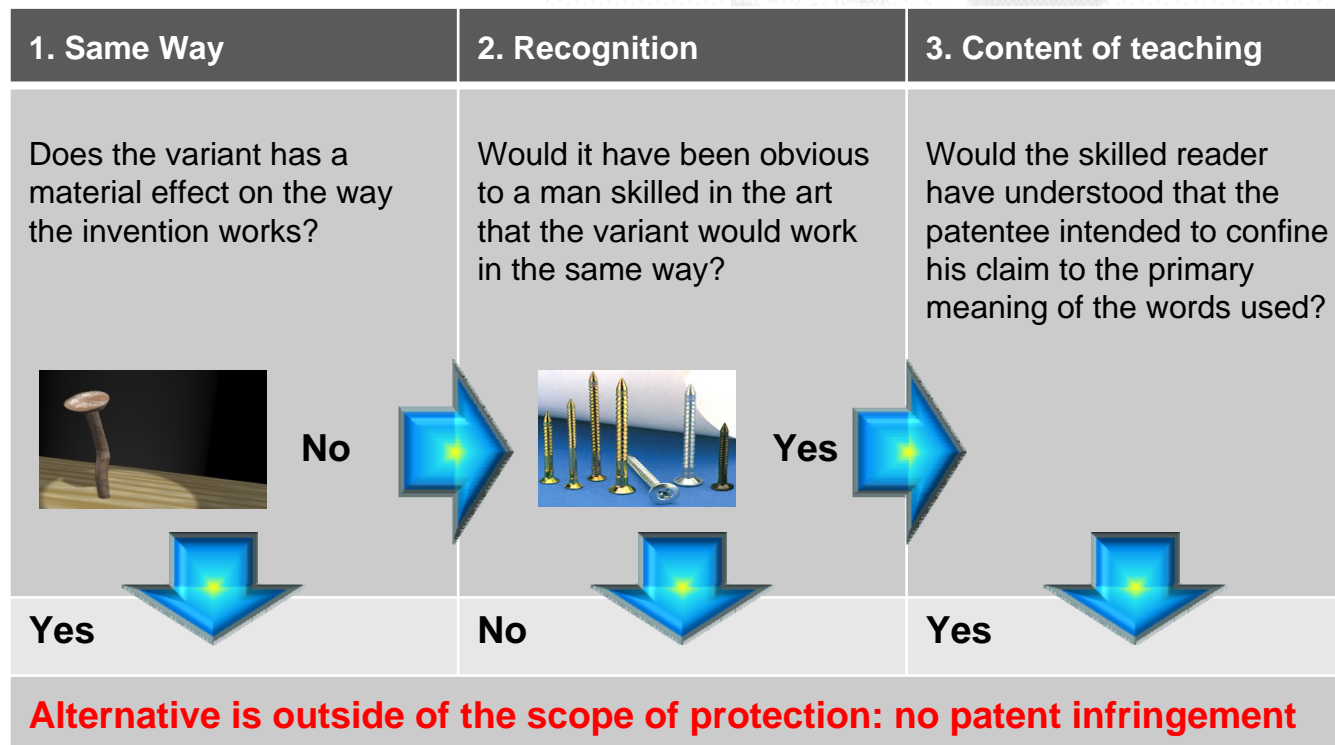 1. Same Way
2. Recognition
3. Content of teaching
Does the variant has a
material effect on the way
the invention works?
Would it have been obvious
to a man skilled in the art
that the variant would work
in the same way?
Would the skilled reader
have understood that the
patentee intended to confine
his claim to the primary
meaning of the words used?
No
Yes
Yes
No
Yes
Alternative is outside of the scope of protection: no patent infringement